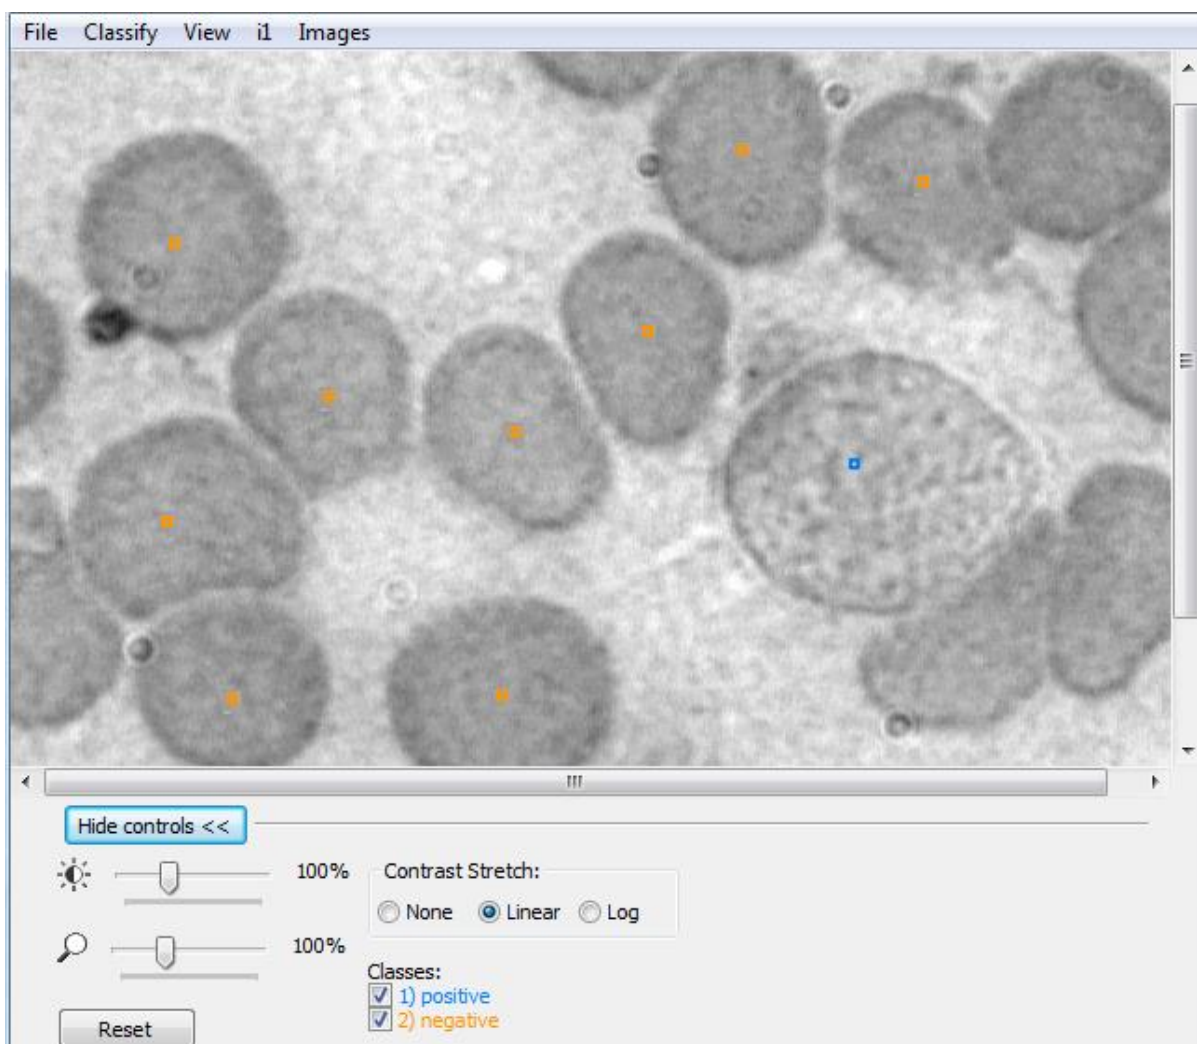 File Classify View i1 Images
Hide controls <<
100% Contrast Stretch:
None Linear Log
100%
Classes:
1) positive
2) negative
Reset